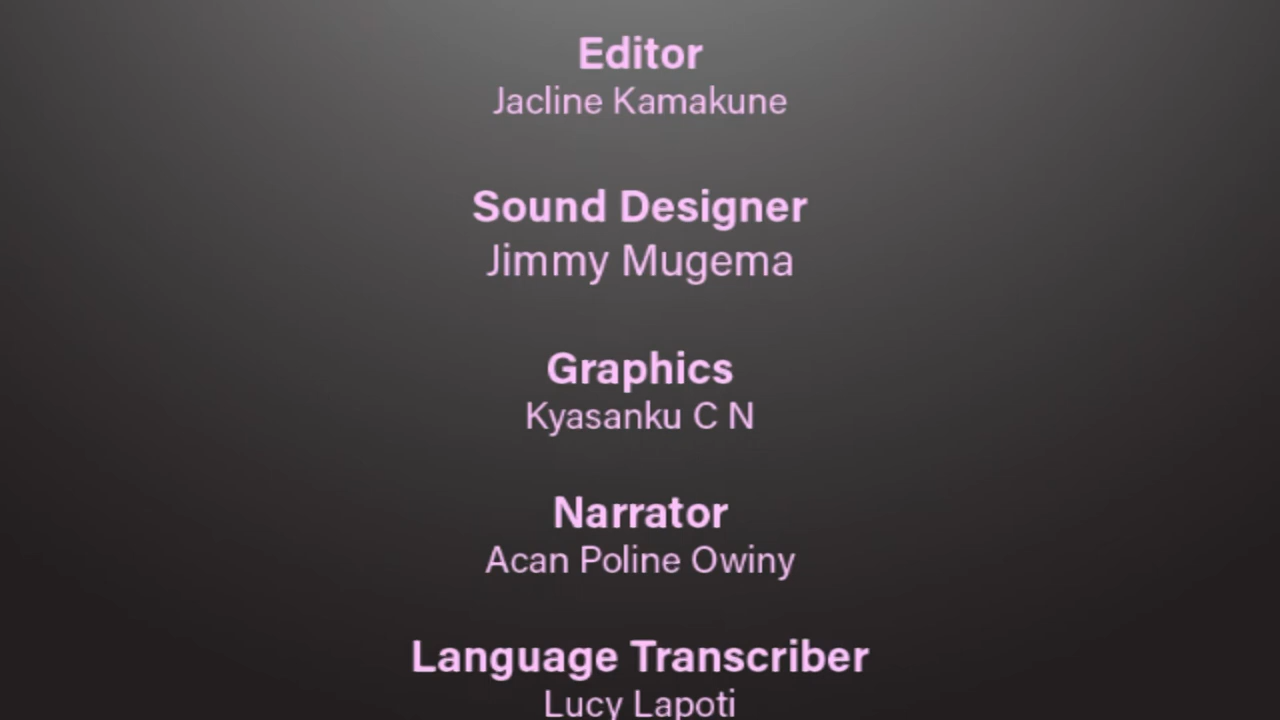 Editor
Jacline Kamakune
Sound Designer
Jimmy Mugema
Graphics
Kyasanku C N
Narrator
Acan Poline Owiny
Language Transcriber
Lucy Lapoti